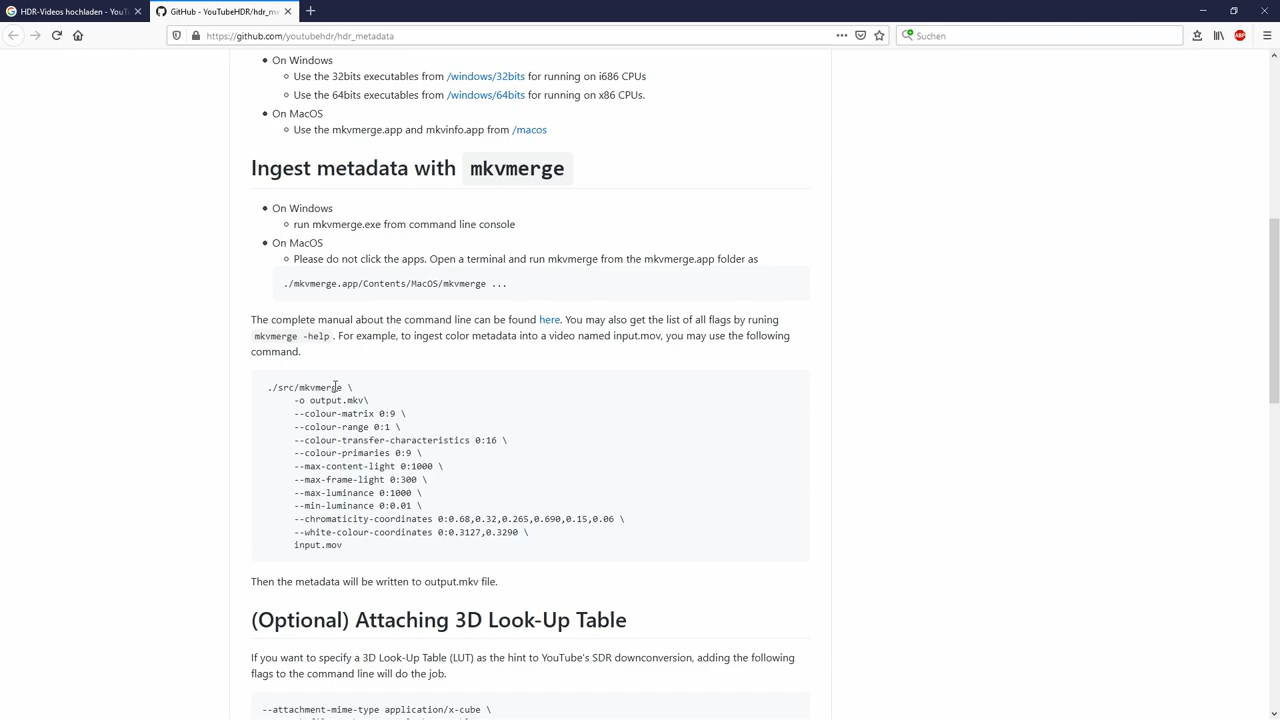 HDR-Videos hochladen - YouT
GitHub - YouTubeHDR/hdr_m
https://github.com/youtubehdr/hdr_metadata
Suchen
ABP
On Windows
Use the 32bits executables from /windows/32bits for running on i686 CPUs
Use the 64bits executables from /windows/64bits for running on x86 CPUs.
On MacOS
Use the mkvmerge.app and mkvinfo.app from /macos
Ingest metadata with mkvmerge
On Windows
run mkvmerge.exe from command line console
On MacOS
Please do not click the apps. Open a terminal and run mkvmerge from the mkvmerge.app folder as
./mkvmerge.app/Contents/MacOS/mkvmerge ...
The complete manual about the command line can be found here. You may also get the list of all flags by runing
mkvmerge -help. For example, to ingest color metadata into a video named input.mov, you may use the following
command.
./src/mkvmerge \
-o output.mkv\
--colour-matrix 0:9 \
--colour-range 0:1 \
--colour-transfer-characteristics 0:16 \
--colour-primaries 0:9 \
--max-content-light 0:1000 \
--max-frame-light 0:300 \
--max-luminance 0:1000 \
--min-luminance 0:0.01 \
--chromaticity-coordinates 0:0.68,0.32,0.265,0.690,0.15,0.06 \
--white-colour-coordinates 0:0.3127,0.3290 \
input.mov
Then the metadata will be written to output.mkv file.
(Optional) Attaching 3D Look-Up Table
If you want to specify a 3D Look-Up Table (LUT) as the hint to YouTube's SDR downconversion, adding the following
flags to the command line will do the job.
--attachment-mime-type application/x-cube \